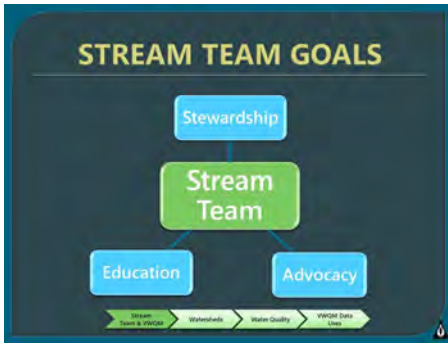 STREAM TEAM GOALS
Stewardship
Stream
Team
Education
Advocacy
Stream
Team & VWQM
Watersheds
Water Quality
VWQM Data
Uses